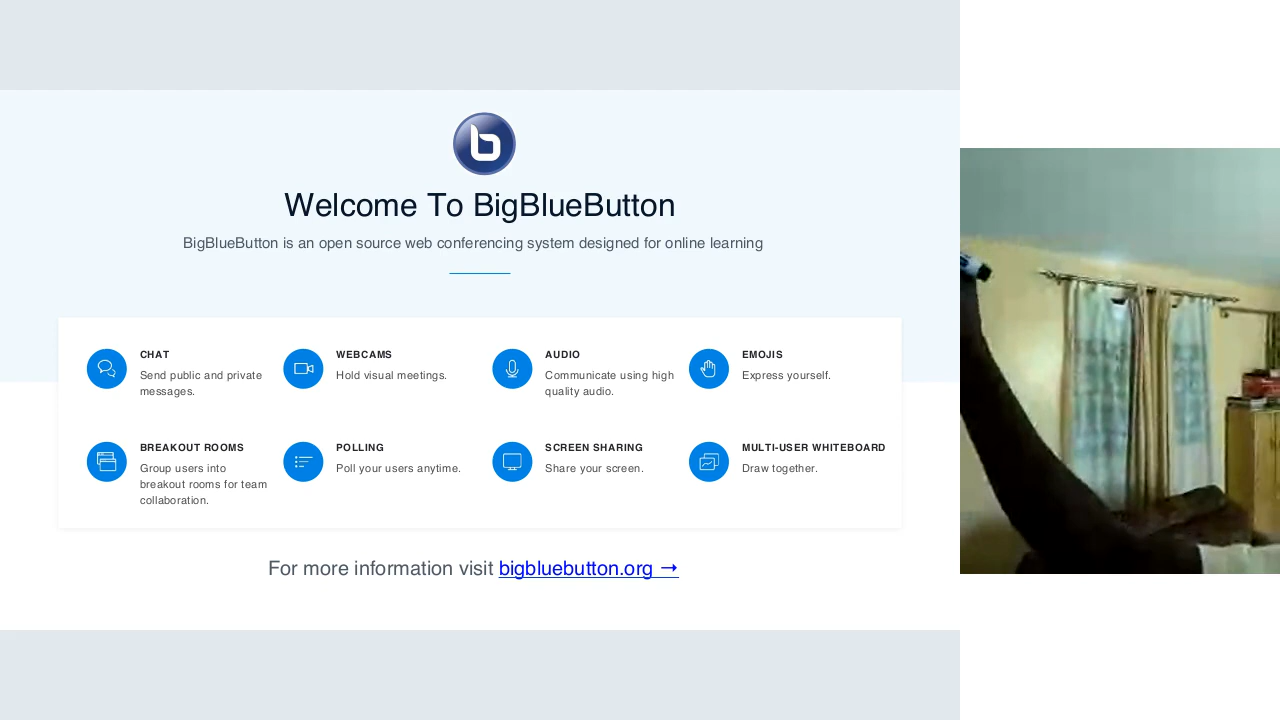 Welcome To BigBlueButton
BigBlueButton is an open source web conferencing system designed for online learning
CHAT
Send public and private
messages.
WEBCAMS
Hold visual meetings.
AUDIO
Communicate using high
quality audio.
EMOJIS
Express yourself.
BREAKOUT ROOMS
Group users into
breakout rooms for team
collaboration.
POLLING
Poll your users anytime.
SCREEN SHARING
Share your screen.
MULTI-USER WHITEBOARD
Draw together.
For more information visit bigbluebutton.org →